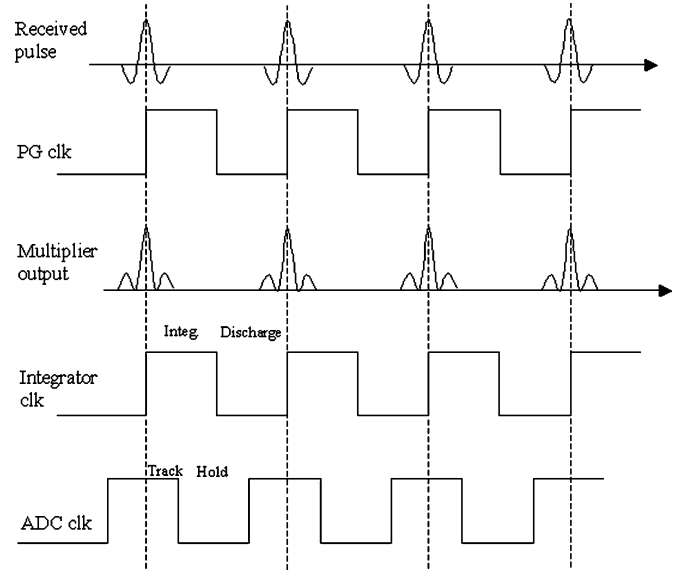 Received
pulse
PG clk
Multiplier
output
Integ. Discharge
Integrator
clk
Track Hold
ADC clk